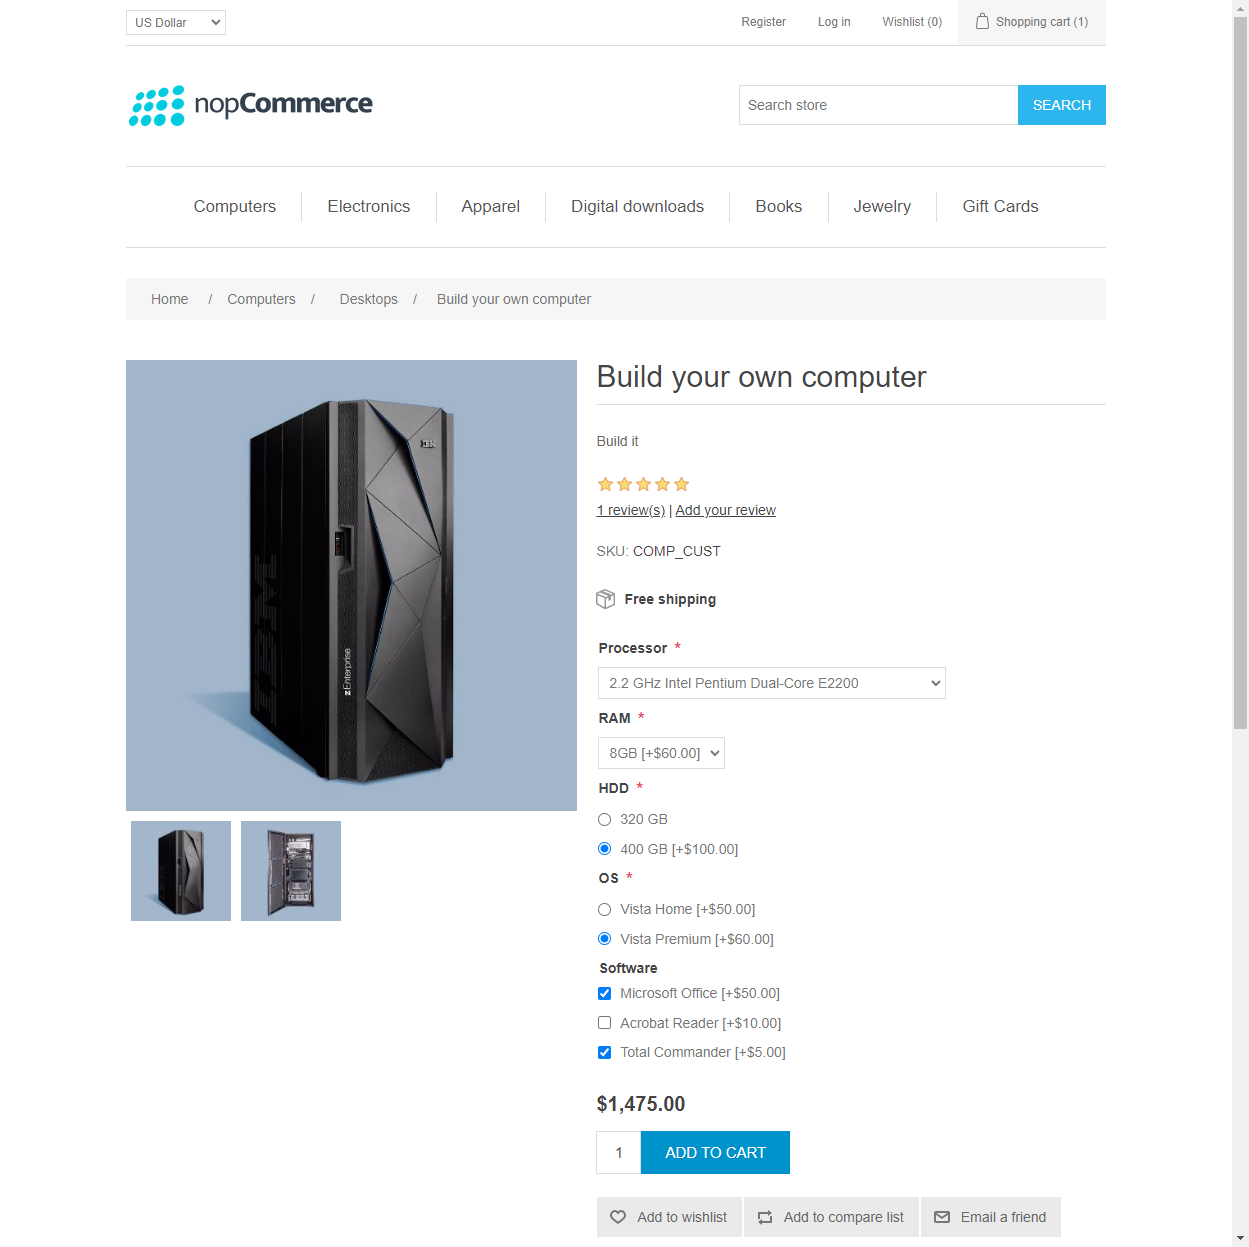 US Dollar
Register
Log in
Wishlist (0)
Shopping cart (1)
nopCommerce
Search store
SEARCH
Computers
Electronics
Apparel
Digital downloads
Books
Jewelry
Gift Cards
Home / Computers / Desktops / Build your own computer
IBM
IBM
zEnterprise
Build your own computer
Build it
1 review(s) | Add your review
SKU: COMP_CUST
Free shipping
Processor *
2.2 GHz Intel Pentium Dual-Core E2200
RAM *
8GB [+$60.00]
HDD *
320 GB
400 GB [+$100.00]
OS *
Vista Home [+$50.00]
Vista Premium [+$60.00]
Software
Microsoft Office [+$50.00]
Acrobat Reader [+$10.00]
Total Commander [+$5.00]
$1,475.00
1
ADD TO CART
Add to wishlist
Add to compare list
Email a friend